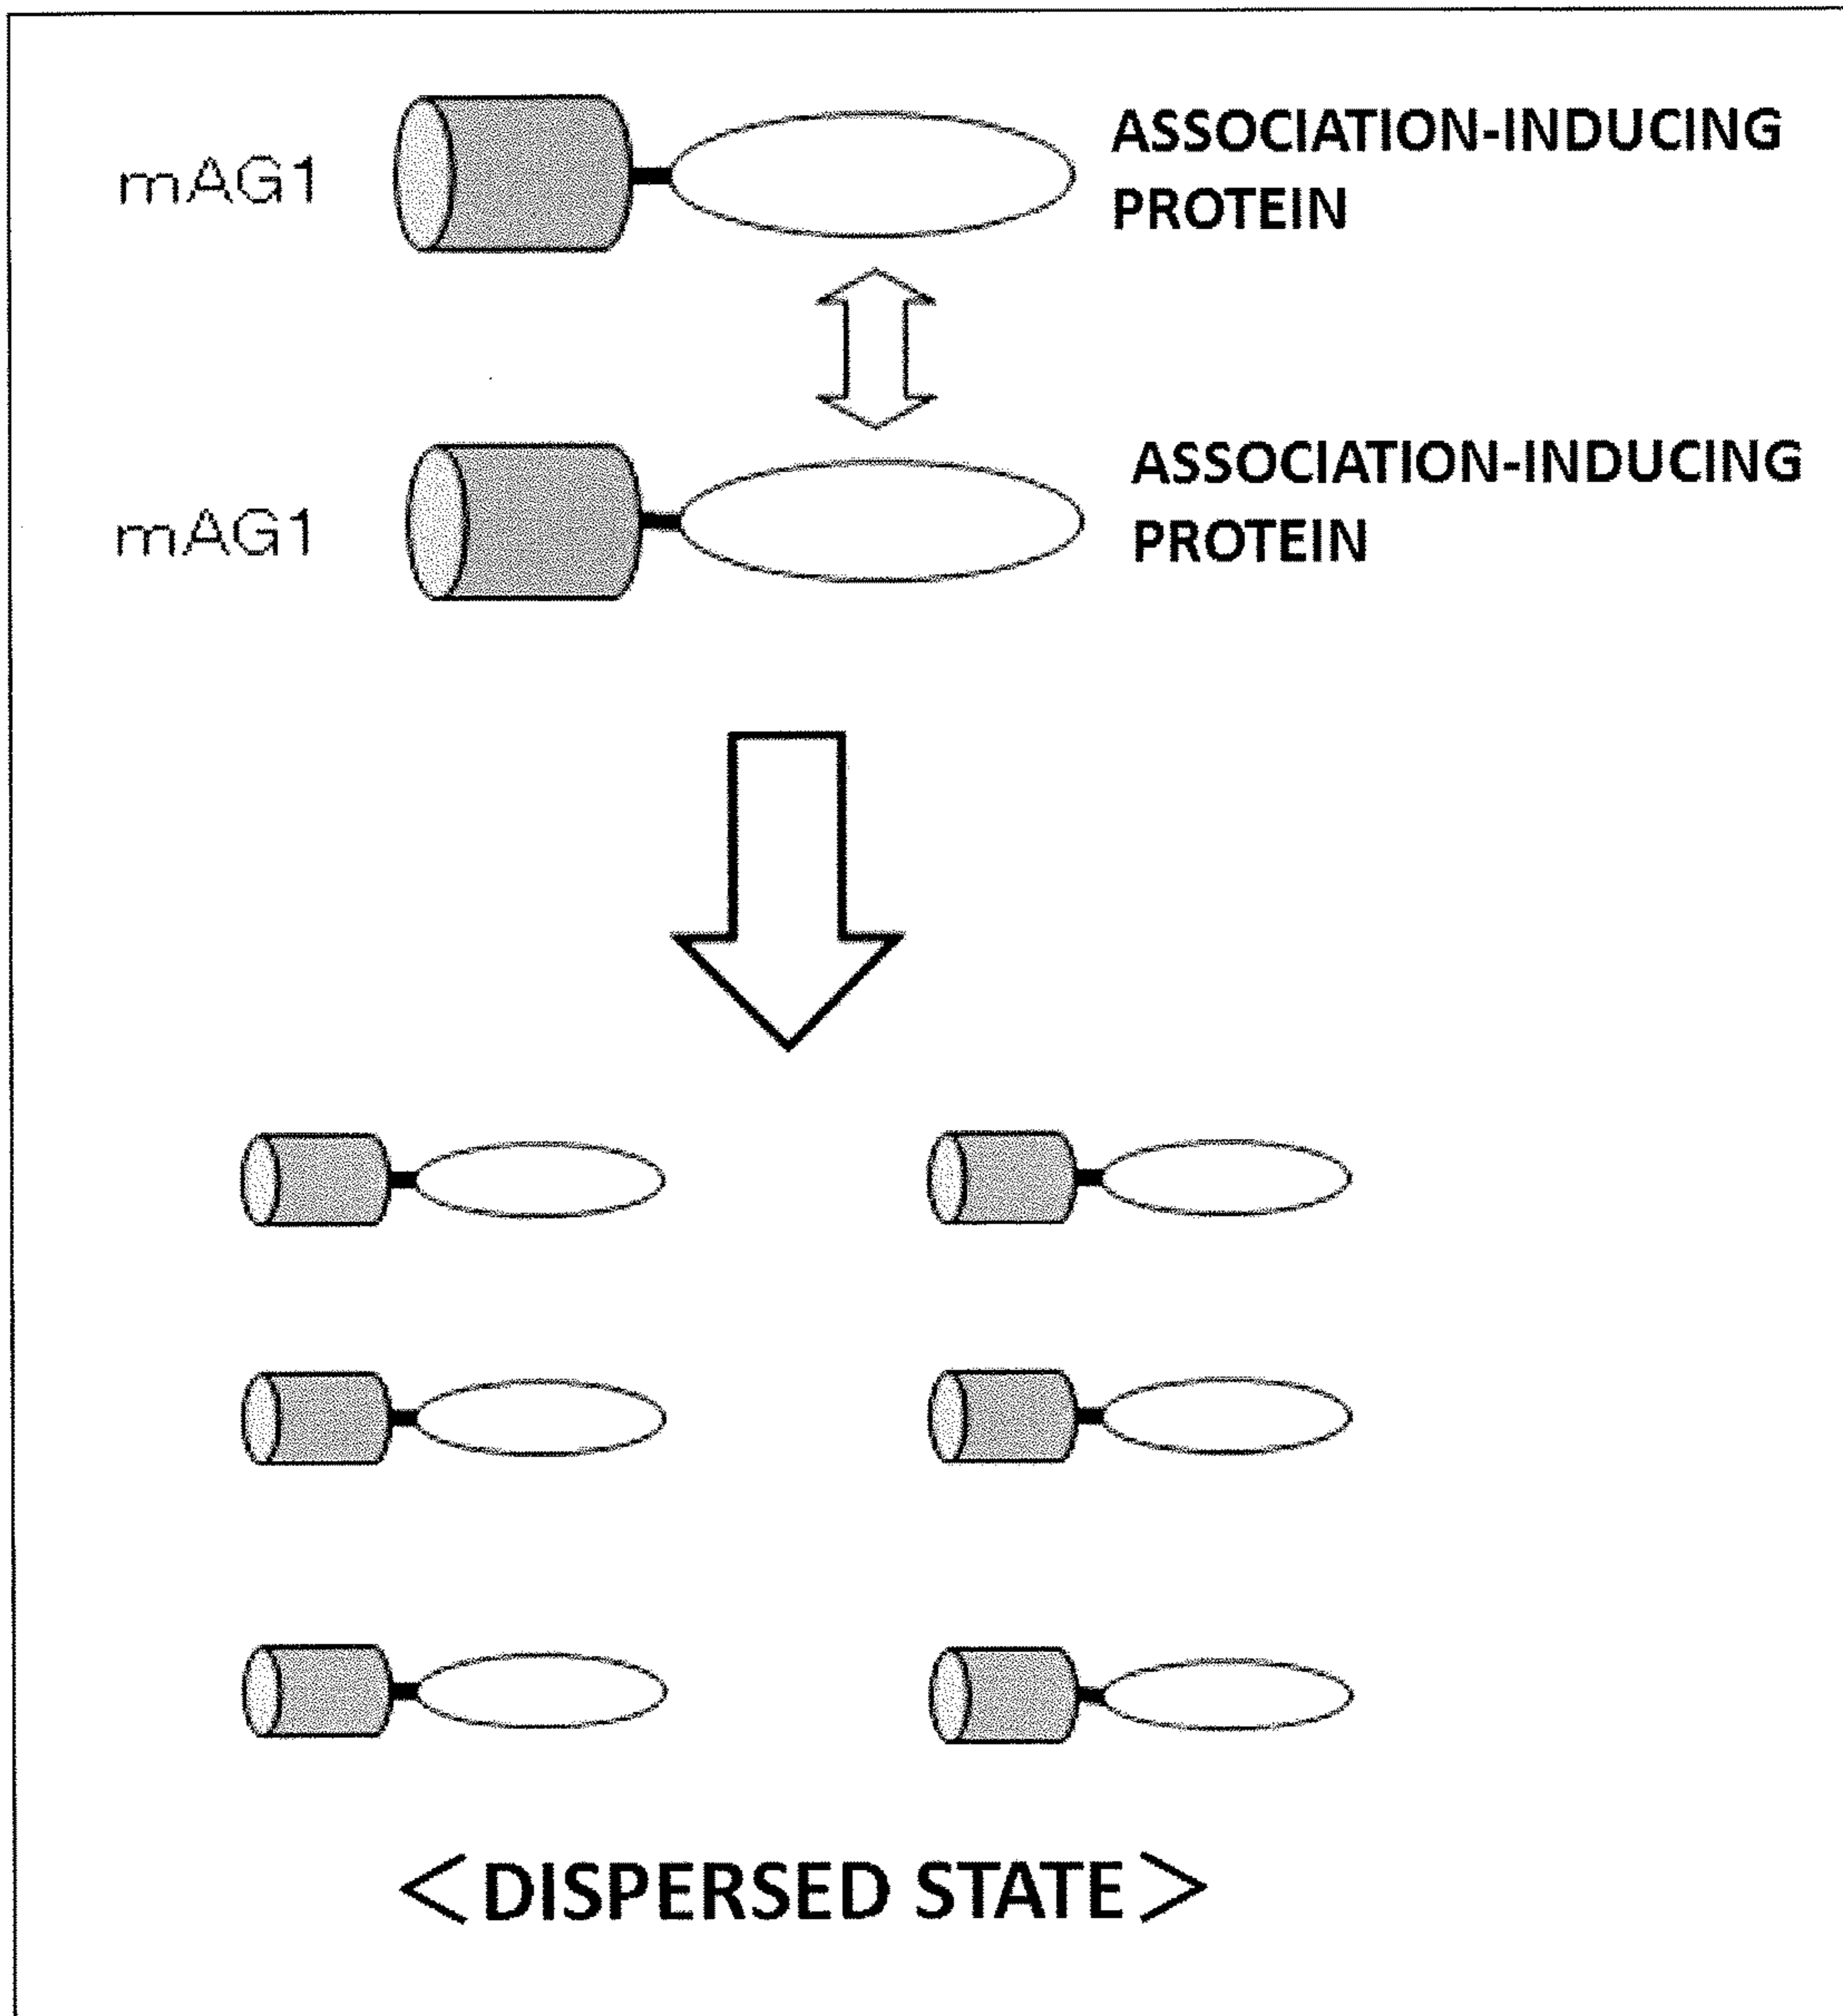 mAG1
ASSOCIATION-INDUCING
PROTEIN
mAG1
ASSOCIATION-INDUCING
PROTEIN
<DISPERSED STATE>